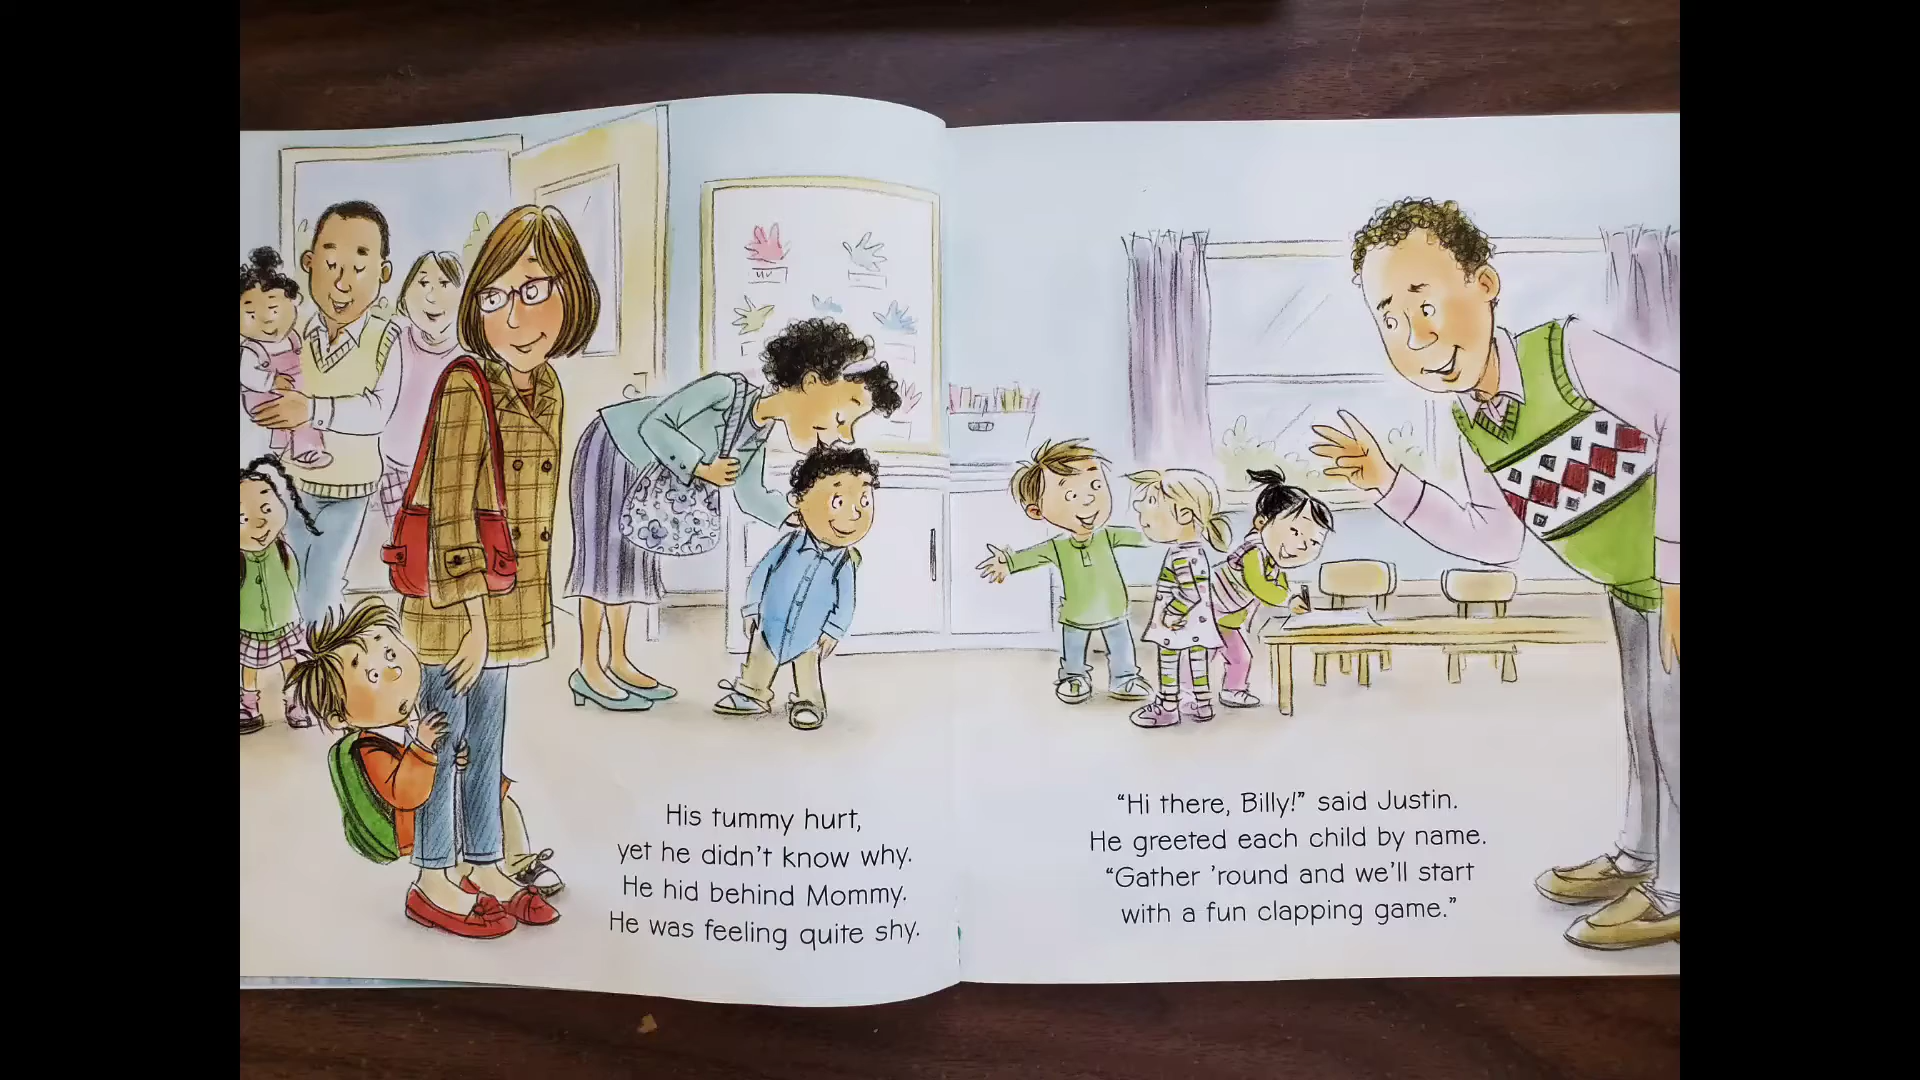 His tummy hurt,
yet he didn't know why.
He hid behind Mommy.
He was feeling quite shy.
“Hi there, Billy!” said Justin.
He greeted each child by name.
“Gather ’round and we’ll start
with a fun clapping game.”